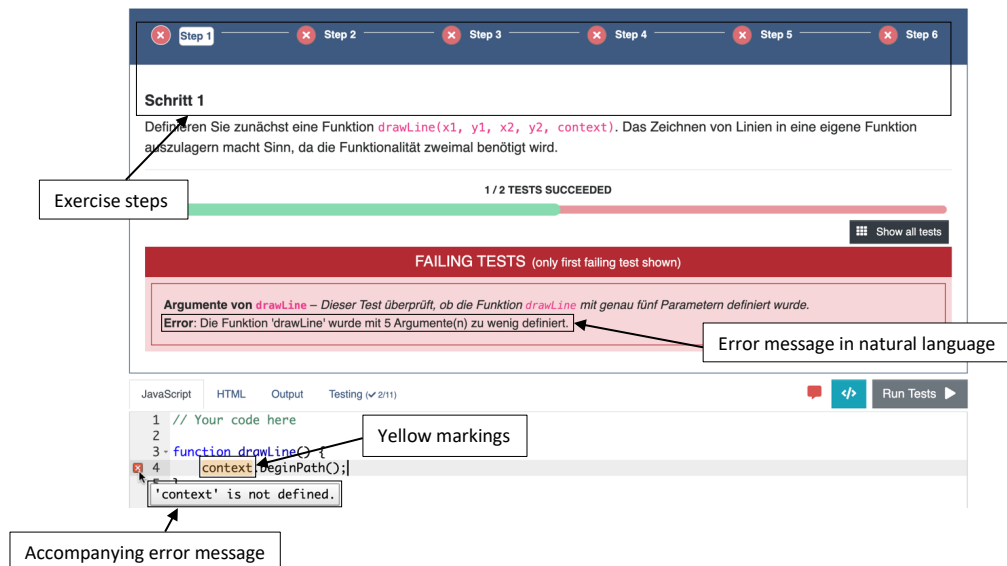 Step 1 Step 2 Step 3 Step 4 Step 5 Step 6
Schritt 1
Definieren Sie zunächst eine Funktion drawLine(x1, y1, x2, y2, context). Das Zeichnen von Linien in eine eigene Funktion
auszulagern macht Sinn, da die Funktionalität zweimal benötigt wird.
Exercise steps
1 / 2 TESTS SUCCEEDED
Show all tests
FAILING TESTS (only first failing test shown)
Argumente von drawLine – Dieser Test überprüft, ob die Funktion drawLine mit genau fünf Parametern definiert wurde.
Error: Die Funktion 'drawLine' wurde mit 5 Argumente(n) zu wenig definiert.
Error message in natural language
JavaScript HTML Output Testing (✔ 2/11) </> Run Tests
1 // Your code here
2
Yellow markings
3 function drawLine() {
4 context.beginPath();
5 }
'context' is not defined.
Accompanying error message